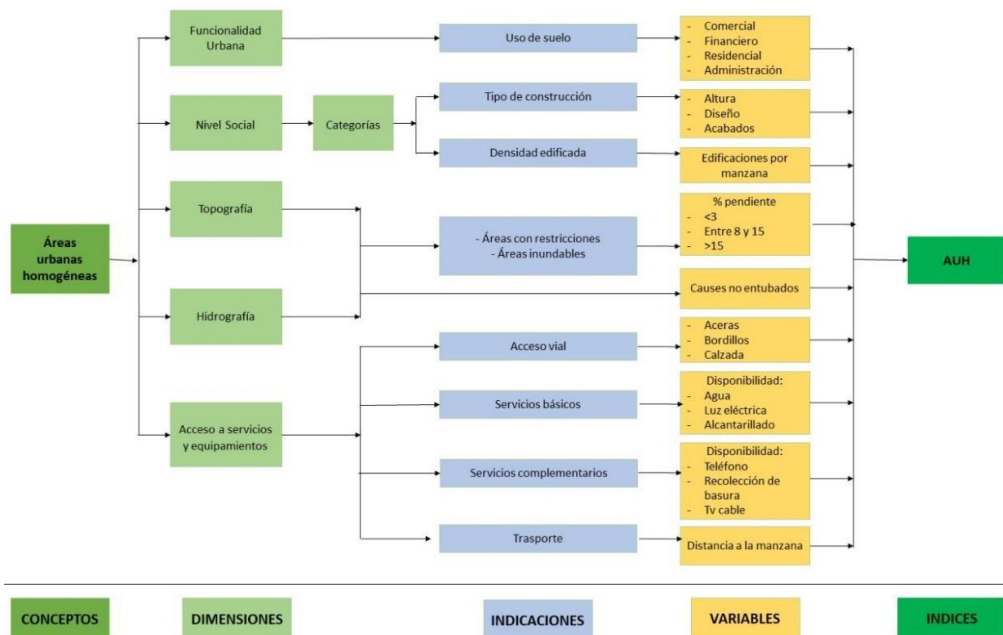 Funcionalidad
Urbana
Uso de suelo
- Comercial
- Financiero
- Residencial
- Administración
Nivel Social
Categorías
Tipo de construcción
- Altura
- Diseño
- Acabados
Densidad edificada
Edificaciones por
manzana
Topografía
- Áreas con restricciones
- Áreas inundables
% pendiente
- <3
- Entre 8 y 15
- >15
Áreas
urbanas
homogéneas
AUH
Hidrografía
Causes no entubados
Acceso vial
- Aceras
- Bordillos
- Calzada
Acceso a servicios
y equipamientos
Servicios básicos
Disponibilidad:
- Agua
- Luz eléctrica
- Alcantarillado
Servicios complementarios
Disponibilidad:
- Teléfono
- Recolección de
basura
- Tv cable
Trasporte
Distancia a la manzana
CONCEPTOS
DIMENSIONES
INDICACIONES
VARIABLES
INDICES